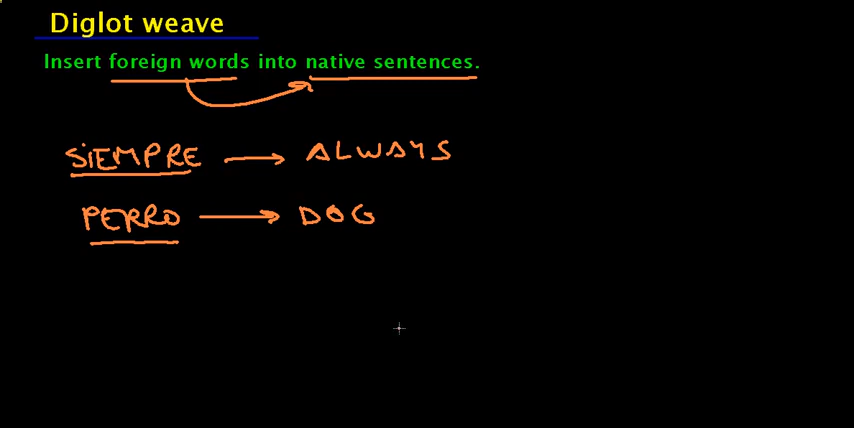 Diglot weave
Insert foreign words into native sentences.
SiEMPRE → ALWAYS
PERRO → DOG